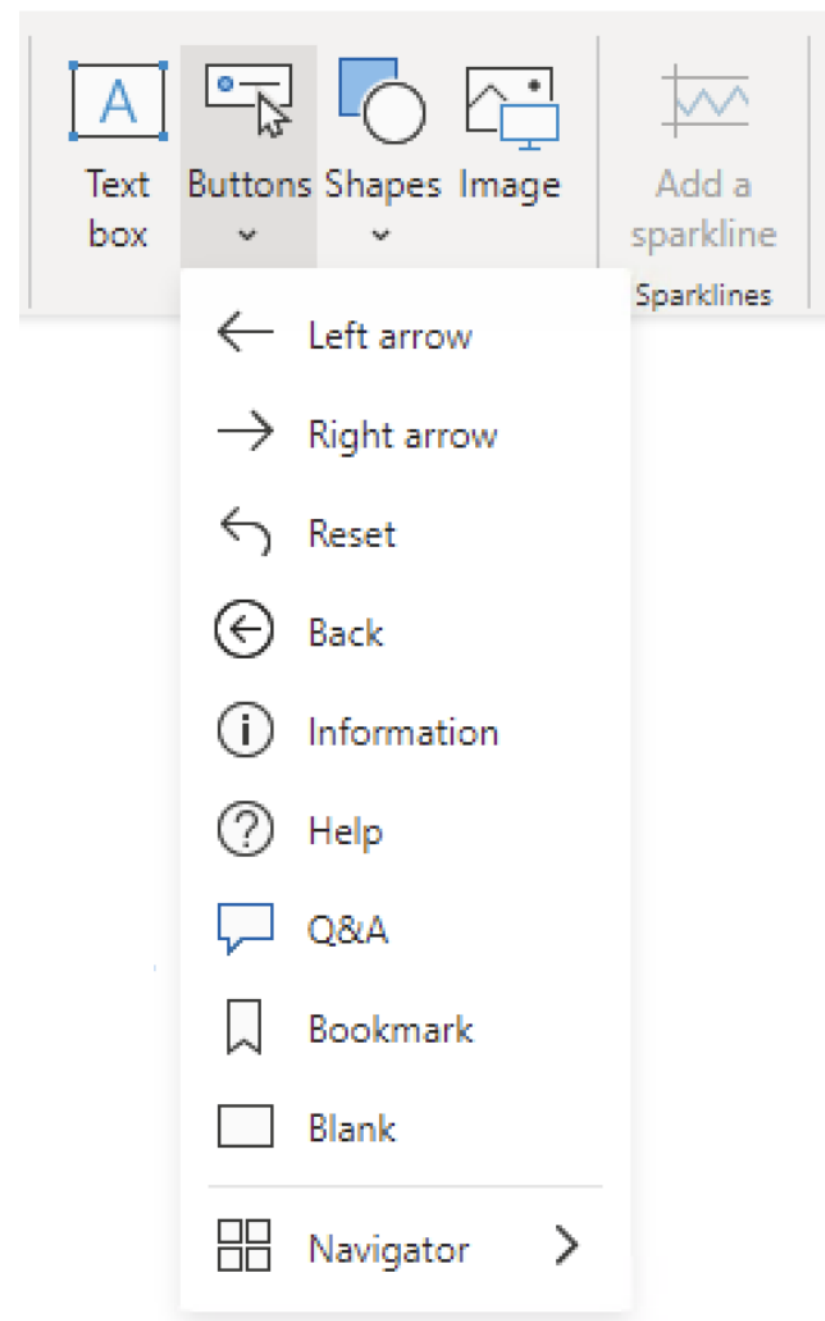 Text
box
Buttons
Shapes
Image
Add a
sparkline
Sparklines
Left arrow
Right arrow
Reset
Back
Information
Help
Q&A
Bookmark
Blank
Navigator